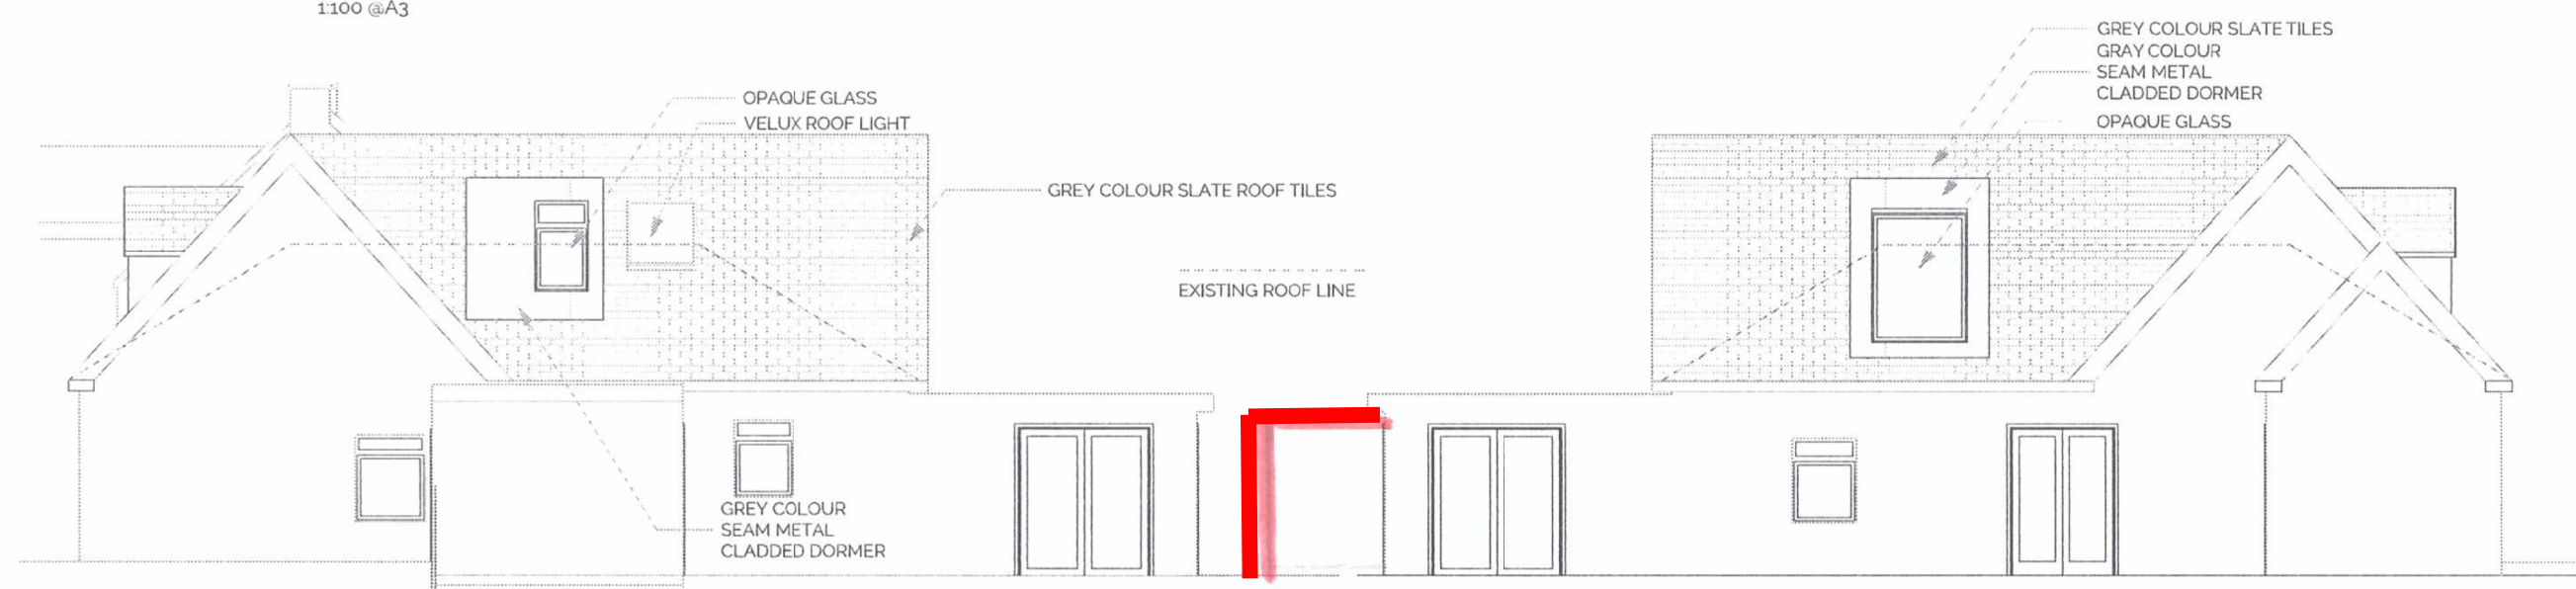 1:100 @A3
OPAQUE GLASS
VELUX ROOF LIGHT
GREY COLOUR SLATE ROOF TILES
EXISTING ROOF LINE
GREY COLOUR
SEAM METAL
CLADDED DORMER
GREY COLOUR SLATE TILES
GRAY COLOUR
SEAM METAL
CLADDED DORMER
OPAQUE GLASS